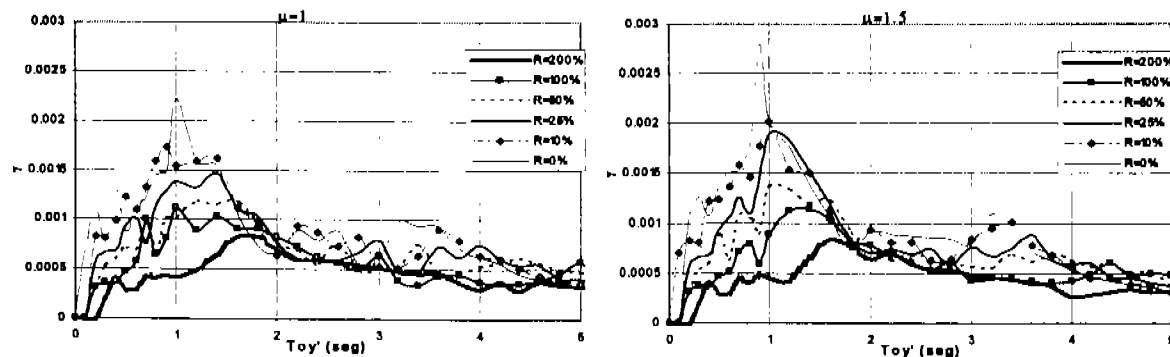 μ=1
0.003
0.0025
0.002
0.0015
0.001
0.0005
0
γ
0 1 2 3 4 5
Toy' (seg)
R=200%
R=100%
R=50%
R=25%
R=10%
R=0%
μ=1.5
0.003
0.0025
0.002
0.0015
0.001
0.0005
0
γ
0 1 2 3 4 5
Toy' (seg)
R=200%
R=100%
R=50%
R=25%
R=10%
R=0%